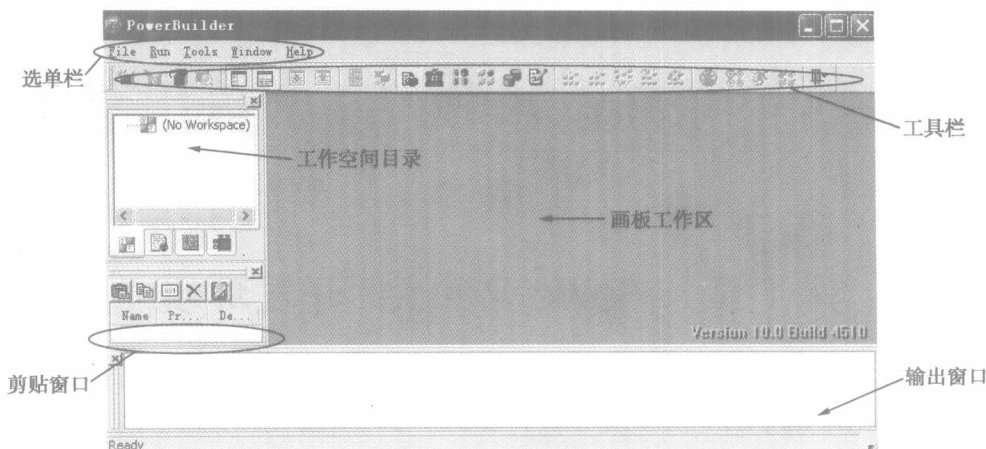 PowerBuilder
File Run Tools Window Help
选单栏
工具栏
(No Workspace)
工作空间目录
画板工作区
Name Pr... De...
Version 10.0 Build 4510
剪贴窗口
输出窗口
Ready